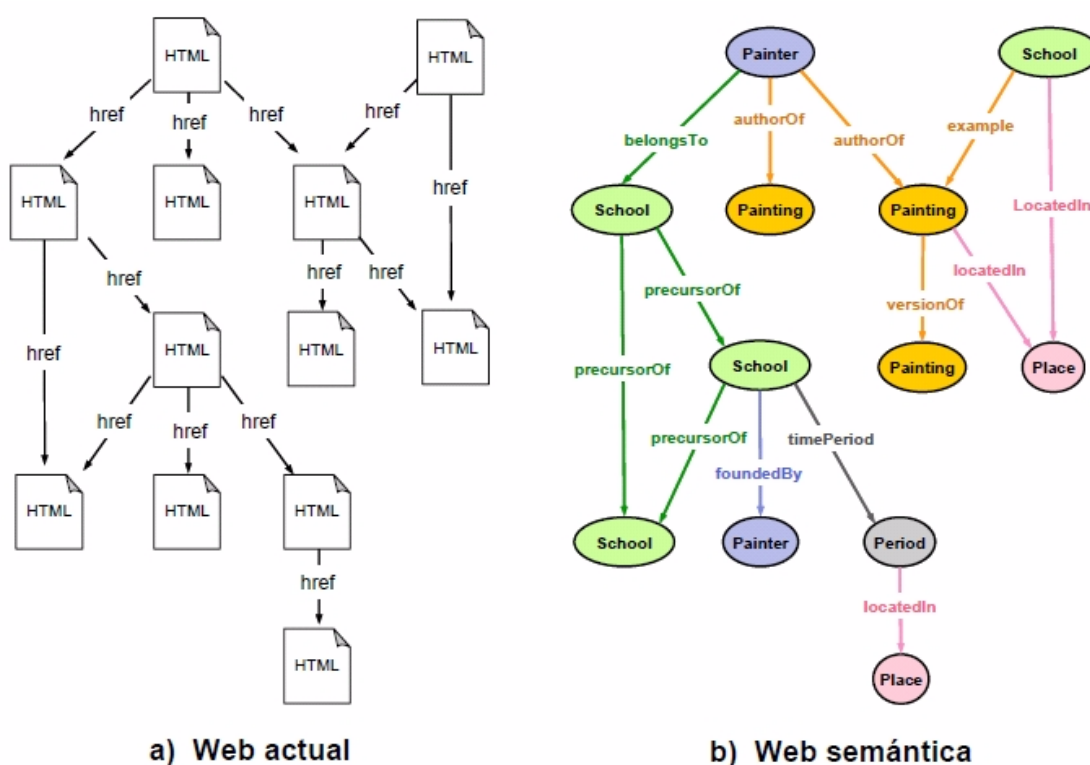 HTML
HTML
href
href
href
HTML
HTML
HTML
href
href
href
href
href
HTML
HTML
HTML
href
href
href
href
HTML
HTML
HTML
href
HTML
a) Web actual
Painter
School
authorOf
example
belongsTo
authorOf
School
Painting
Painting
LocatedIn
locatedIn
precursorOf
versionOf
School
Painting
Place
precursorOf
precursorOf
timePeriod
foundedBy
School
Painter
Period
locatedIn
Place
b) Web semántica